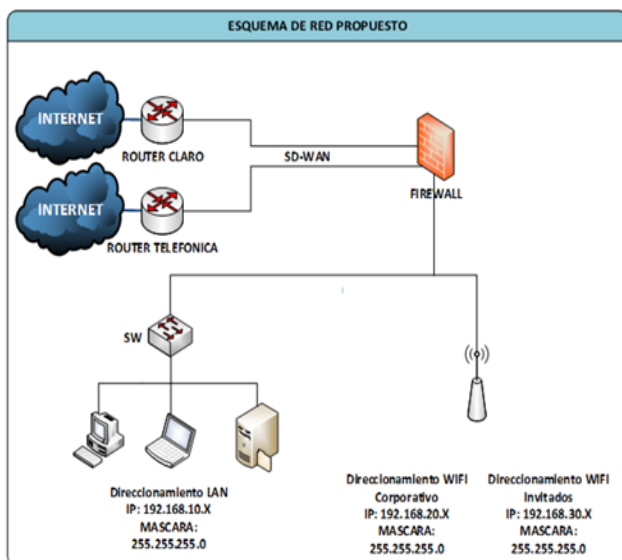 ESQUEMA DE RED PROPUESTO
INTERNET
ROUTER CLARO
SD-WAN
FIREWALL
INTERNET
ROUTER TELEFONICA
SW
Direccionamiento LAN
IP: 192.168.10.X
MASCARA:
255.255.255.0
Direccionamiento WIFI
Corporativo
IP: 192.168.20.X
MASCARA:
255.255.255.0
Direccionamiento WIFI
Invitados
IP: 192.168.30.X
MASCARA:
255.255.255.0